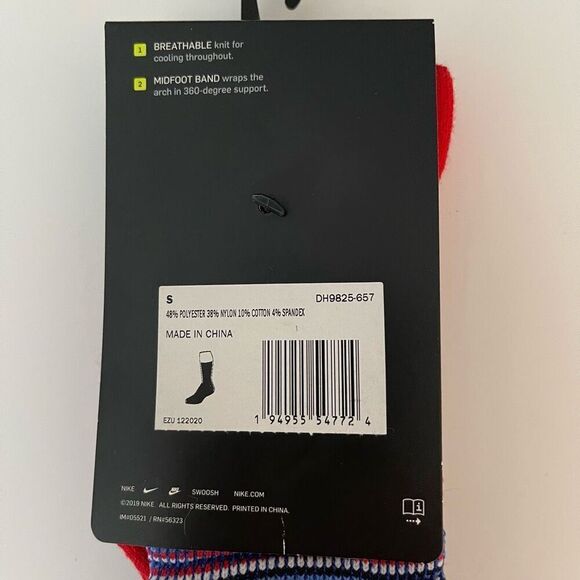 1 BREATHABLE knit for
cooling throughout.
2 MIDFOOT BAND wraps the
arch in 360-degree support.
S DH9825-657
48% POLYESTER 38% NYLON 10% COTTON 4% SPANDEX
MADE IN CHINA
EZU 122020
1 94955 54772 4
NIKE SWOOSH NIKE.COM
©2019 NIKE. ALL RIGHTS RESERVED. PRINTED IN CHINA.
IM#05521 / RN#56323